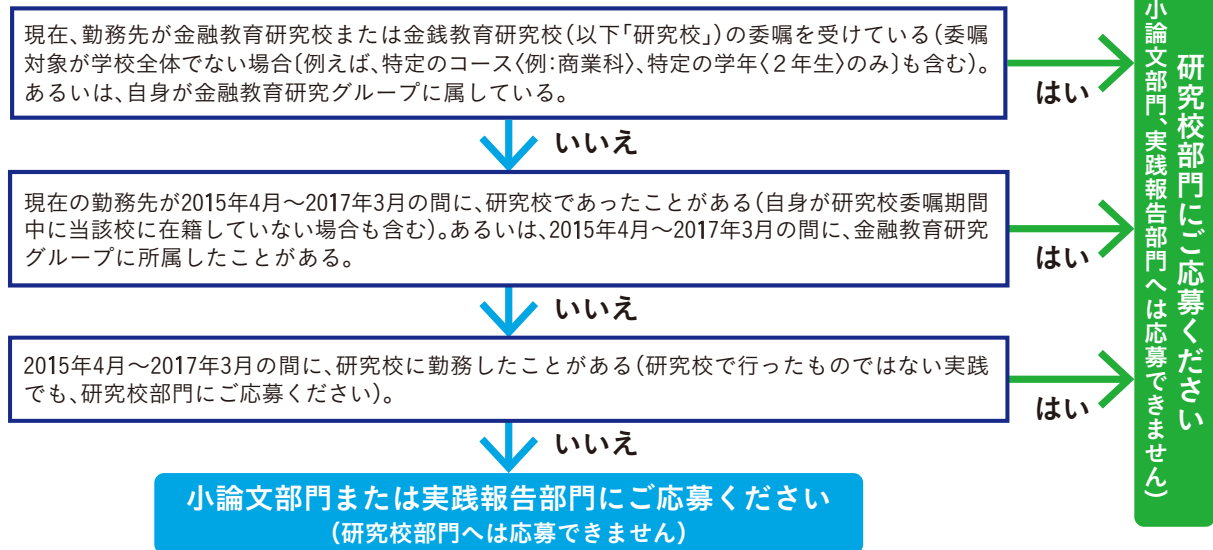 現在、勤務先が金融教育研究校または金銭教育研究校(以下「研究校」)の委嘱を受けている(委嘱
対象が学校全体でない場合〔例えば、特定のコース〈例:商業科〉、特定の学年〈2年生〉のみ〕も含む)。
あるいは、自身が金融教育研究グループに属している。
はい
いいえ
現在の勤務先が2015年4月～2017年3月の間に、研究校であったことがある(自身が研究校委嘱期間
中に当該校に在籍していない場合も含む)。あるいは、2015年4月～2017年3月の間に、金融教育研究
グループに所属したことがある。
はい
いいえ
2015年4月～2017年3月の間に、研究校に勤務したことがある(研究校で行ったものではない実践
でも、研究校部門にご応募ください)。
はい
いいえ
小論文部門または実践報告部門にご応募ください
(研究校部門へは応募できません)
研究校部門にご応募ください
小論文部門、実践報告部門へは応募できません)